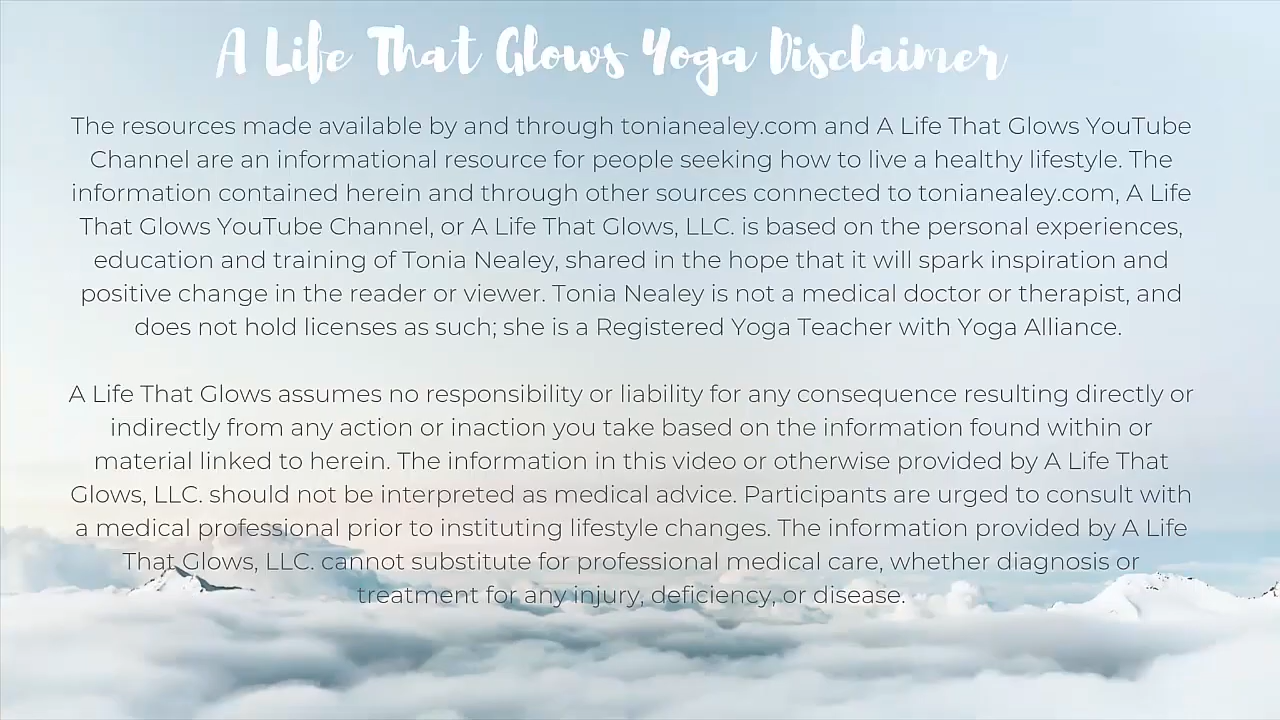 A Life That Glows Yoga Disclaimer
The resources made available by and through tonianealey.com and A Life That Glows YouTube
Channel are an informational resource for people seeking how to live a healthy lifestyle. The
information contained herein and through other sources connected to tonianealey.com, A Life
That Glows YouTube Channel, or A Life That Glows, LLC. is based on the personal experiences,
education and training of Tonia Nealey, shared in the hope that it will spark inspiration and
positive change in the reader or viewer. Tonia Nealey is not a medical doctor or therapist, and
does not hold licenses as such; she is a Registered Yoga Teacher with Yoga Alliance.
A Life That Glows assumes no responsibility or liability for any consequence resulting directly or
indirectly from any action or inaction you take based on the information found within or
material linked to herein. The information in this video or otherwise provided by A Life That
Glows, LLC. should not be interpreted as medical advice. Participants are urged to consult with
a medical professional prior to instituting lifestyle changes. The information provided by A Life
That Glows, LLC. cannot substitute for professional medical care, whether diagnosis or
treatment for any injury, deficiency, or disease.